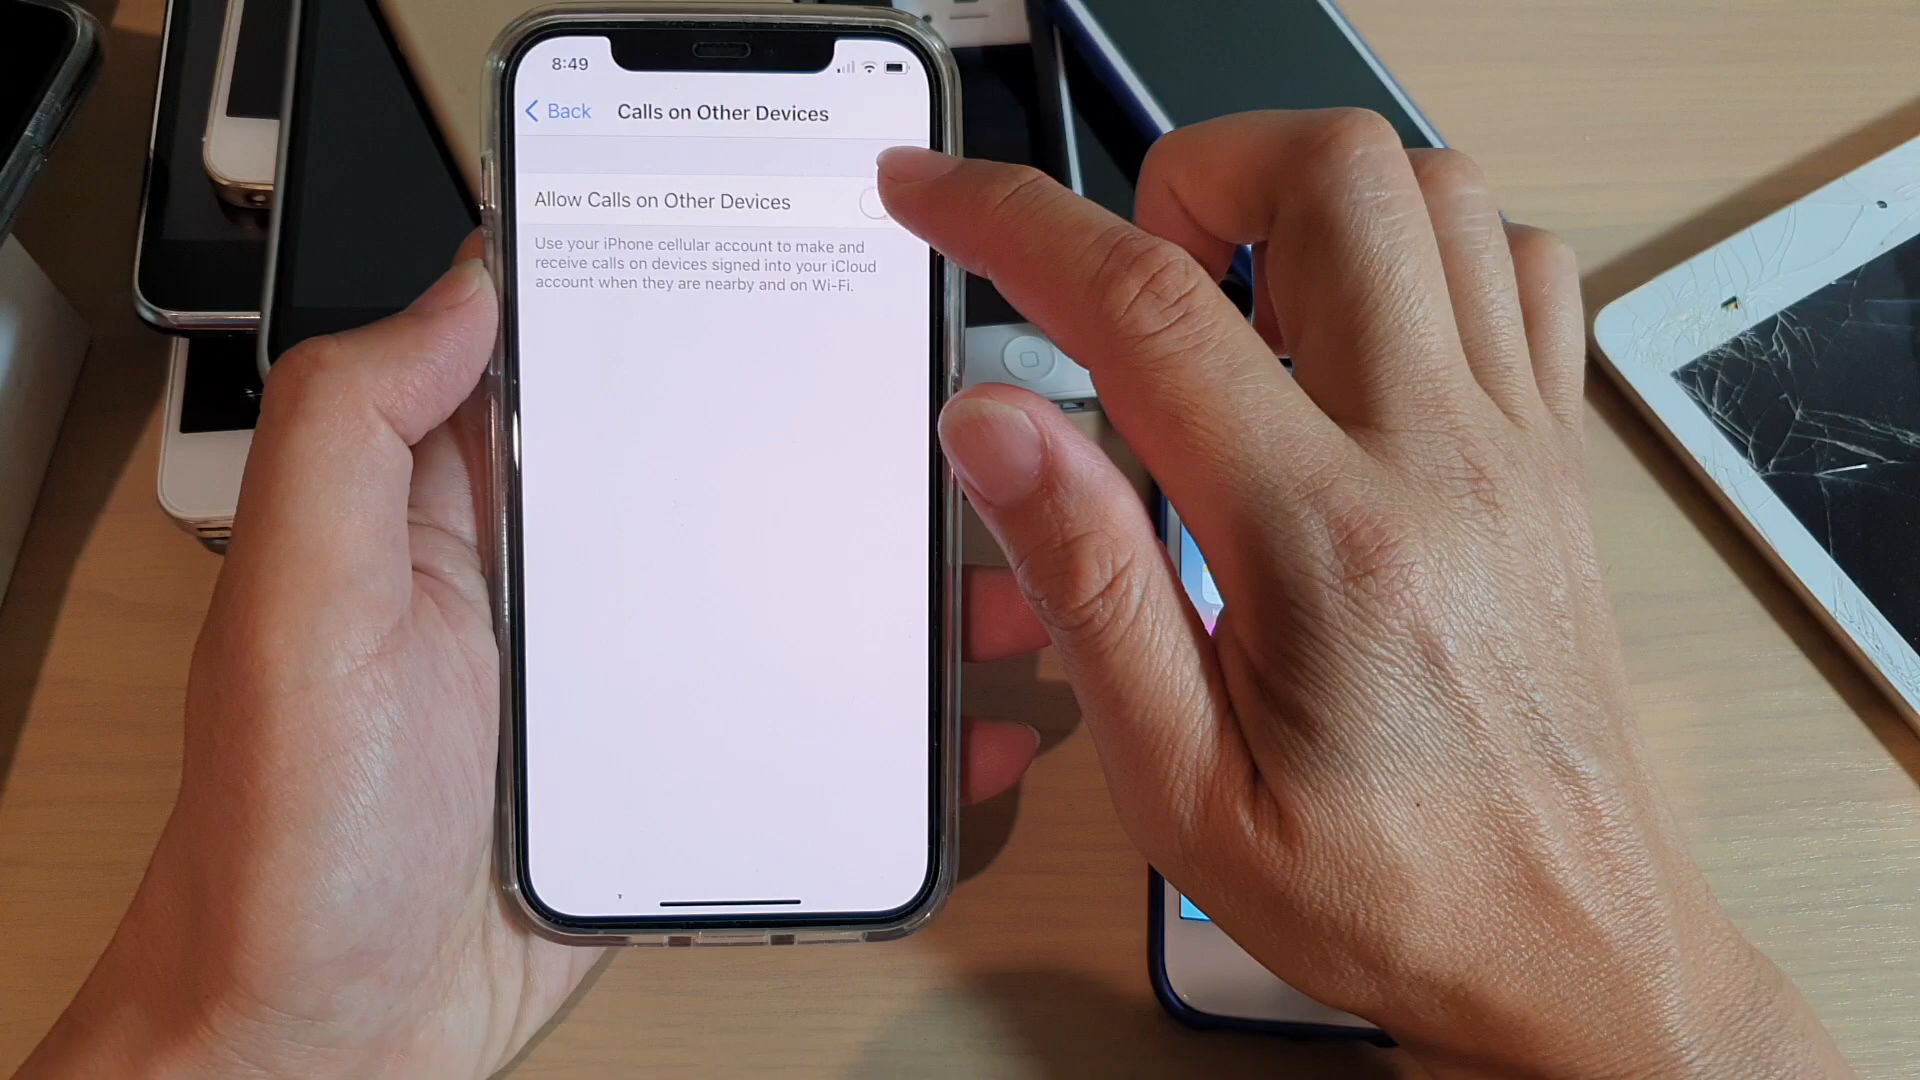 8:49
Back
Calls on Other Devices
Allow Calls on Other Devices
Use your iPhone cellular account to make and
receive calls on devices signed into your iCloud
account when they are nearby and on Wi-Fi.